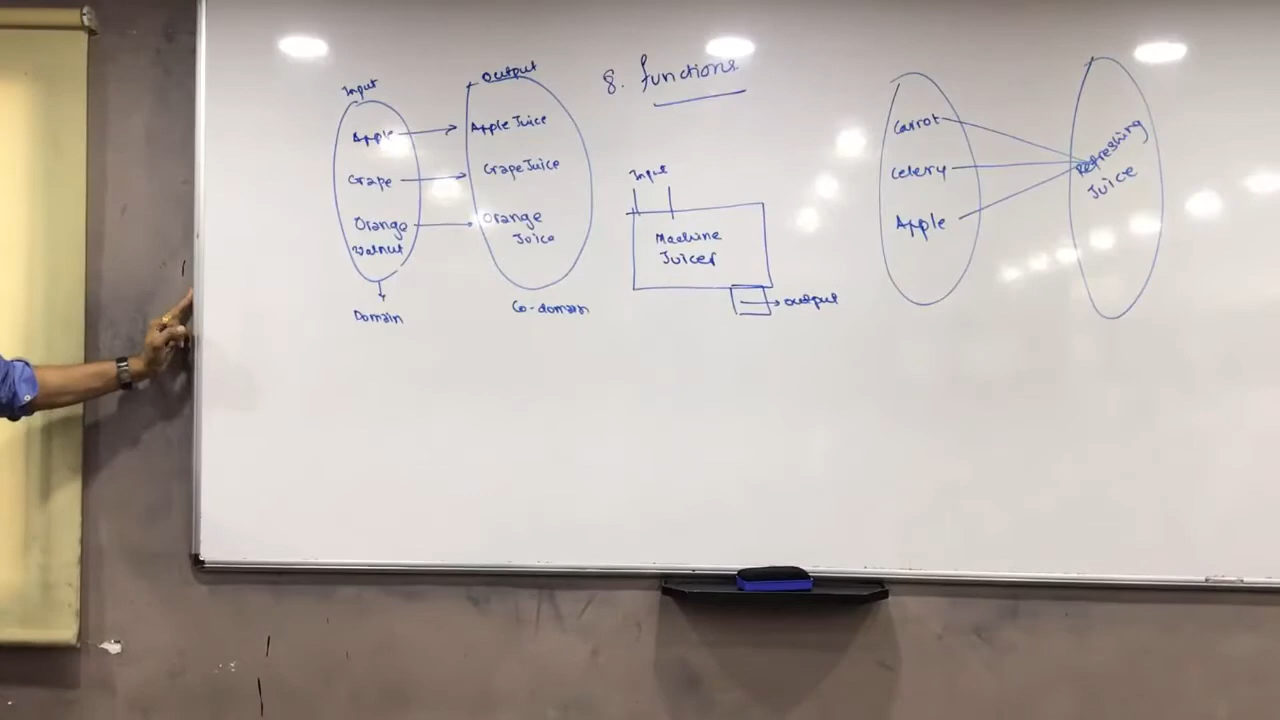 8. functions
Input
Apple
Grape
Orange
Walnut
Domain
Output
Apple Juice
Grape Juice
Orange
Juice
Co-domain
Input
Machine
Juicer
output
Carrot
Celery
Apple
Refreshing
Juice